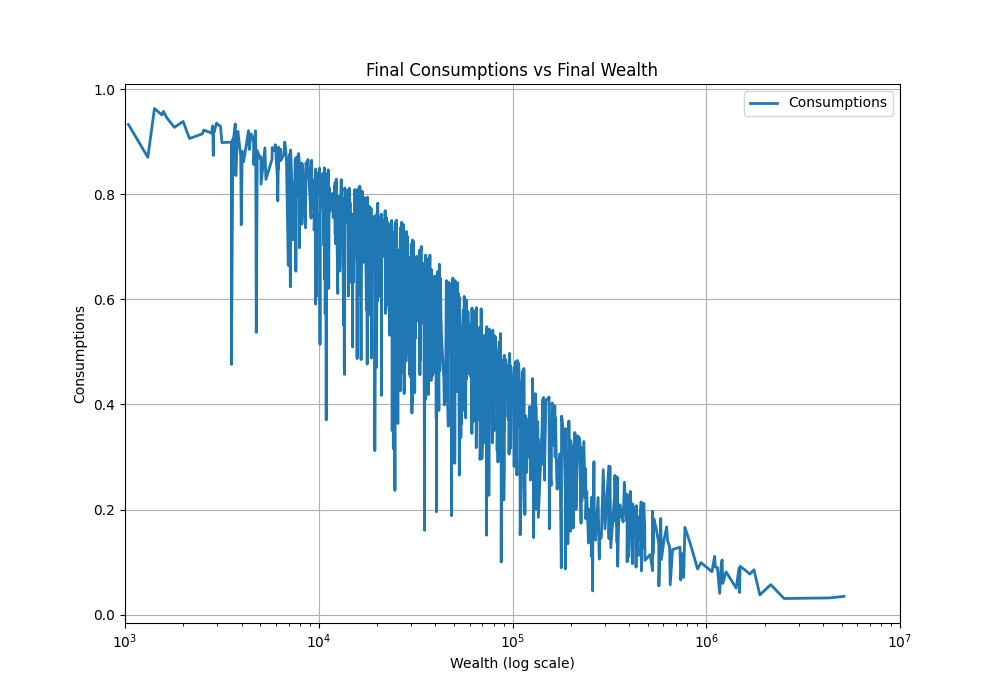 Final Consumptions vs Final Wealth
Consumptions
1.0
0.8
0.6
0.4
0.2
0.0
Consumptions
10³
10⁴
10⁵
10⁶
10⁷
Wealth (log scale)